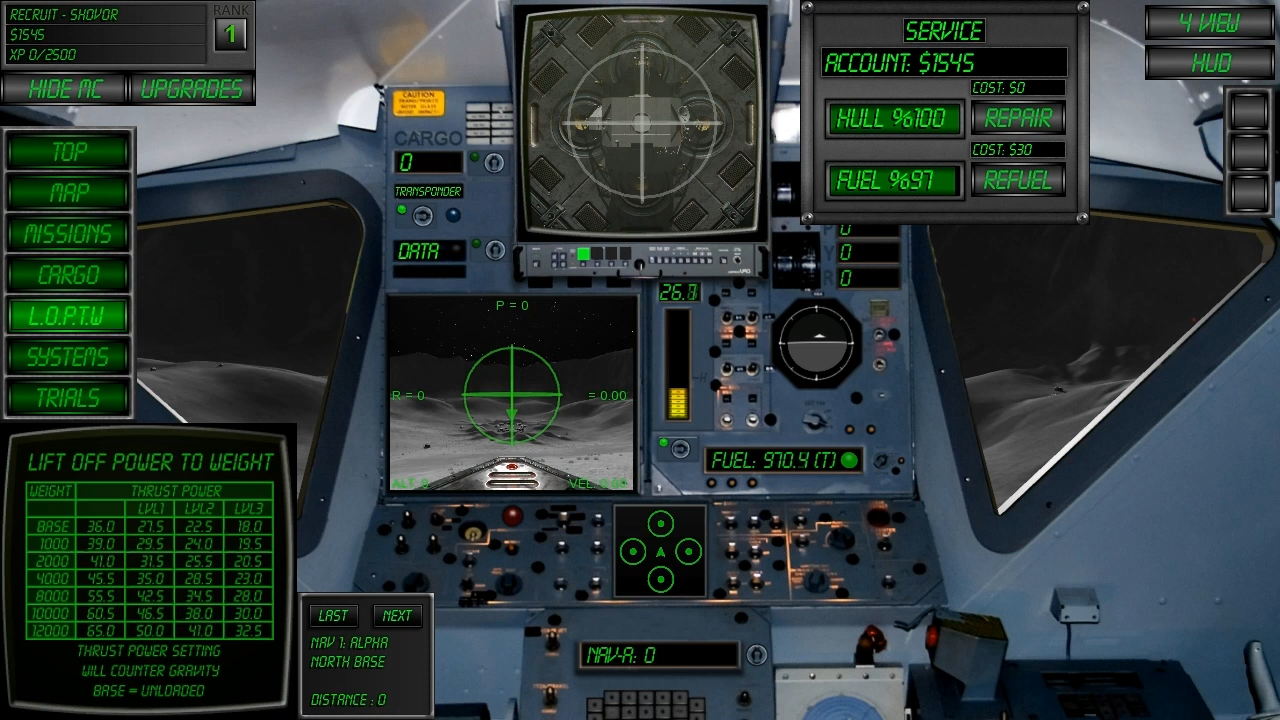 RECRUIT - SHOVOR
$1545
XP 0/2500
RANK
1
HIDE MC
UPGRADES
TOP
MAP
MISSIONS
CARGO
L.O.P.T.W
SYSTEMS
TRIALS
LIFT OFF POWER TO WEIGHT
WEIGHT THRUST POWER
LVL1 LVL2 LVL3
BASE 36.0 27.5 22.5 18.0
1000 39.0 29.5 24.0 19.5
2000 41.0 31.5 25.5 20.5
4000 45.5 35.0 28.5 23.0
8000 55.5 42.5 34.5 28.0
10000 60.5 46.5 38.0 30.0
12000 65.0 50.0 41.0 32.5
THRUST POWER SETTING
WILL COUNTER GRAVITY
BASE = UNLOADED
LAST NEXT
NAV 1: ALPHA
NORTH BASE
DISTANCE : 0
CAUTION
CARGO
0
TRANSPONDER
DATA
P = 0
R = 0
= 0.00
ALT 0
VEL 0.00
26.7
FUEL: 970.4 (T)
A
NAV-A: 0
P 0
Y 0
R 0
SERVICE
ACCOUNT: $1545
COST: $0
HULL %100 REPAIR
COST: $30
FUEL %97 REFUEL
4 VIEW
HUD